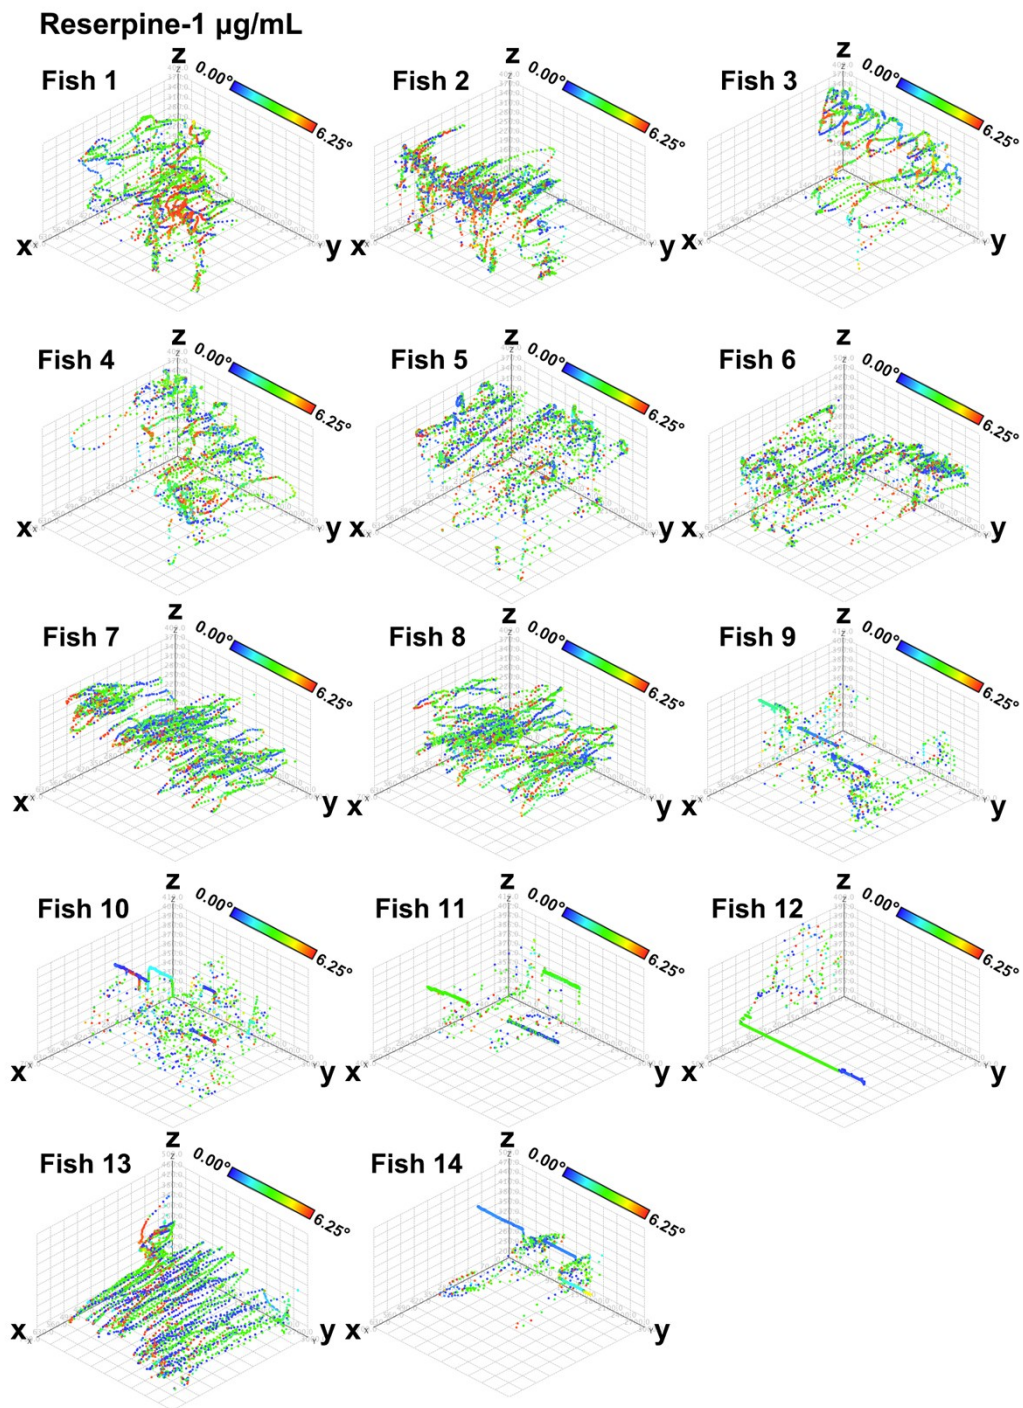 Reserpine-1 µg/mL
Fish 1 z 0.00° 6.25° x y
Fish 2 z 0.00° 6.25° x y
Fish 3 z 0.00° 6.25° x y
Fish 4 z 0.00° 6.25° x y
Fish 5 z 0.00° 6.25° x y
Fish 6 z 0.00° 6.25° x y
Fish 7 z 0.00° 6.25° x y
Fish 8 z 0.00° 6.25° x y
Fish 9 z 0.00° 6.25° x y
Fish 10 z 0.00° 6.25° x y
Fish 11 z 0.00° 6.25° x y
Fish 12 z 0.00° 6.25° x y
Fish 13 z 0.00° 6.25° x y
Fish 14 z 0.00° 6.25° x y